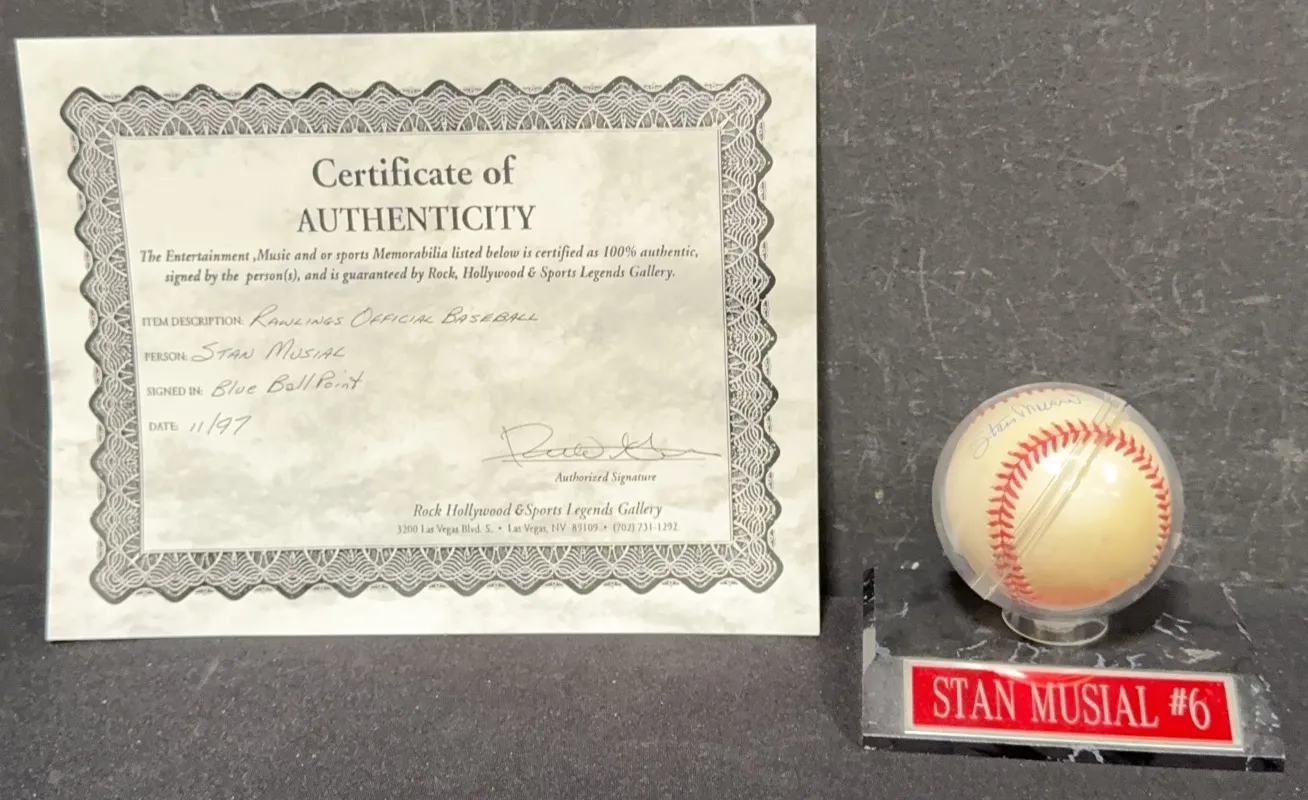 Certificate of
AUTHENTICITY
The Entertainment ,Music and or sports Memorabilia listed below is certified as 100% authentic,
signed by the person(s), and is guaranteed by Rock, Hollywood & Sports Legends Gallery.
ITEM DESCRIPTION: RAWLINGS OFFICIAL BASEBALL
PERSON: STAN MUSIAL
SIGNED IN: Blue Ball Point
DATE: 11/97
Authorized Signature
Rock Hollywood &Sports Legends Gallery
3200 Las Vegas Blvd. S. • Las Vegas, NV 89109 • (702) 731-1292
Stan Musial
STAN MUSIAL #6